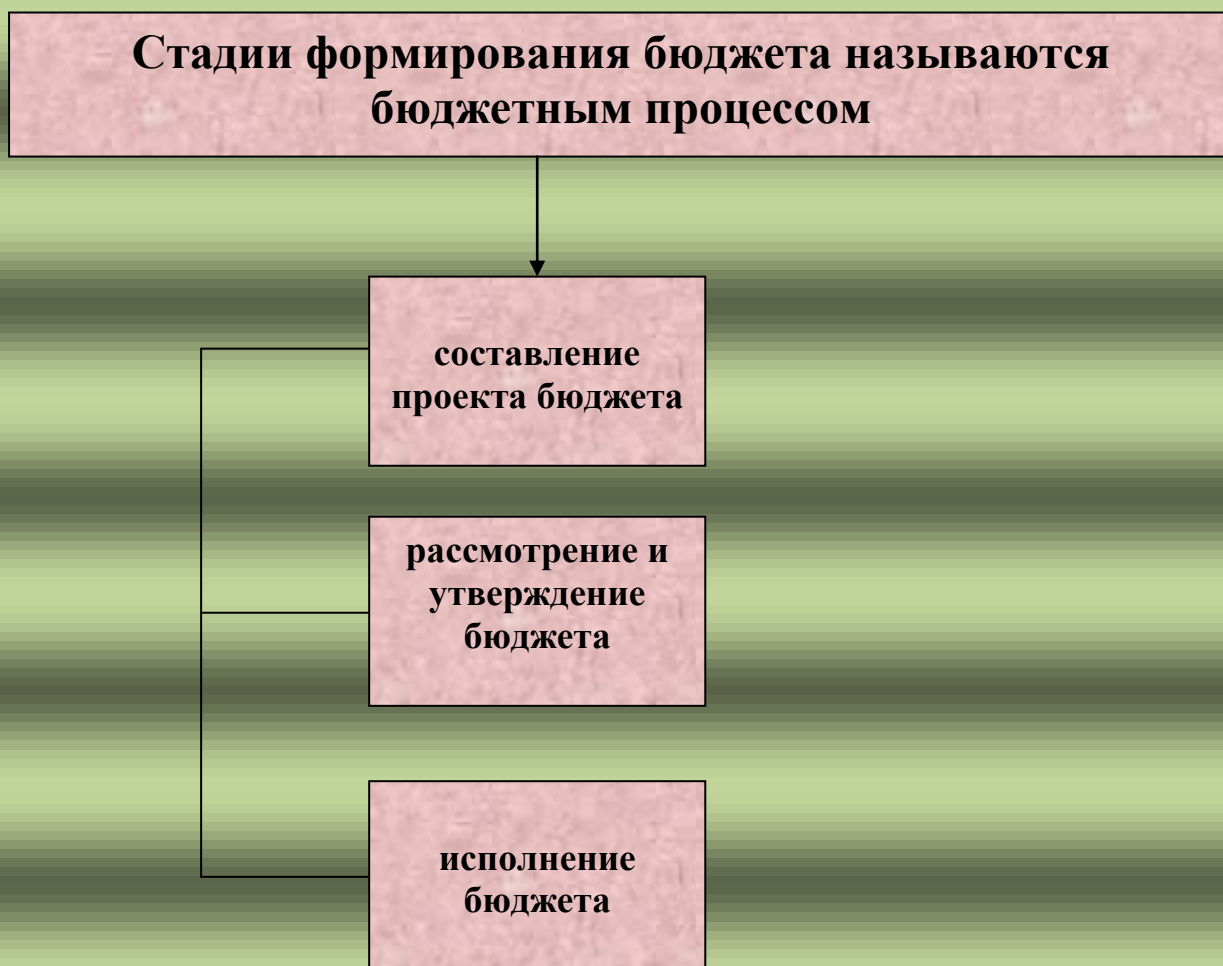 Стадии формирования бюджета называются
бюджетным процессом
составление
проекта бюджета
рассмотрение и
утверждение
бюджета
исполнение
бюджета